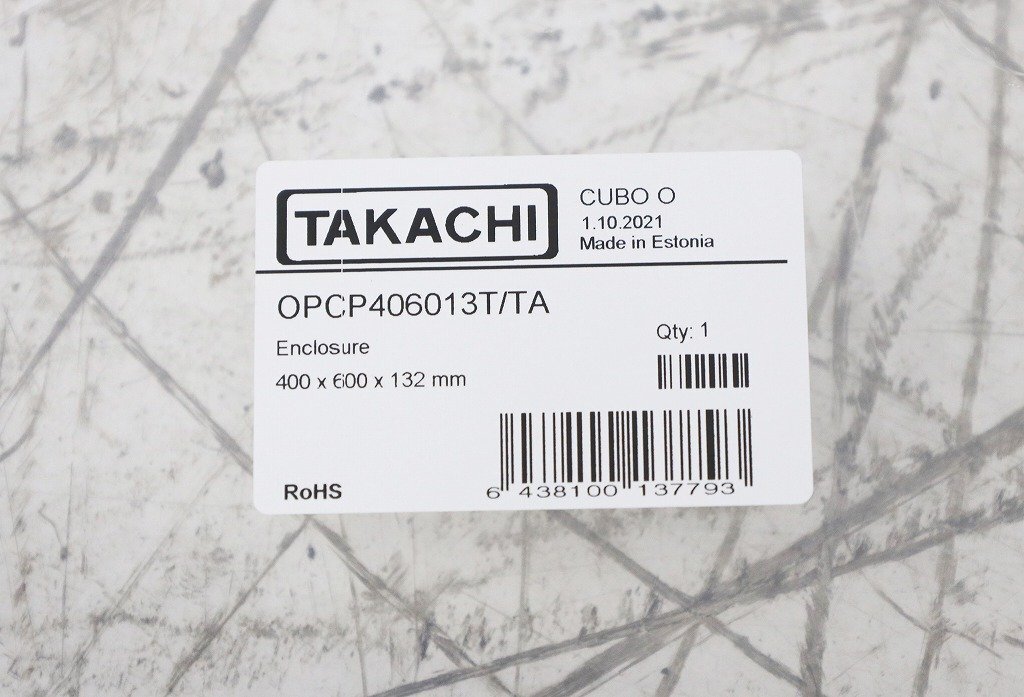 TAKACHI
CUBO O
1.10.2021
Made in Estonia
OPCP406013T/TA
Enclosure
Qty: 1
400 x 600 x 132 mm
RoHS
6 438100 137793